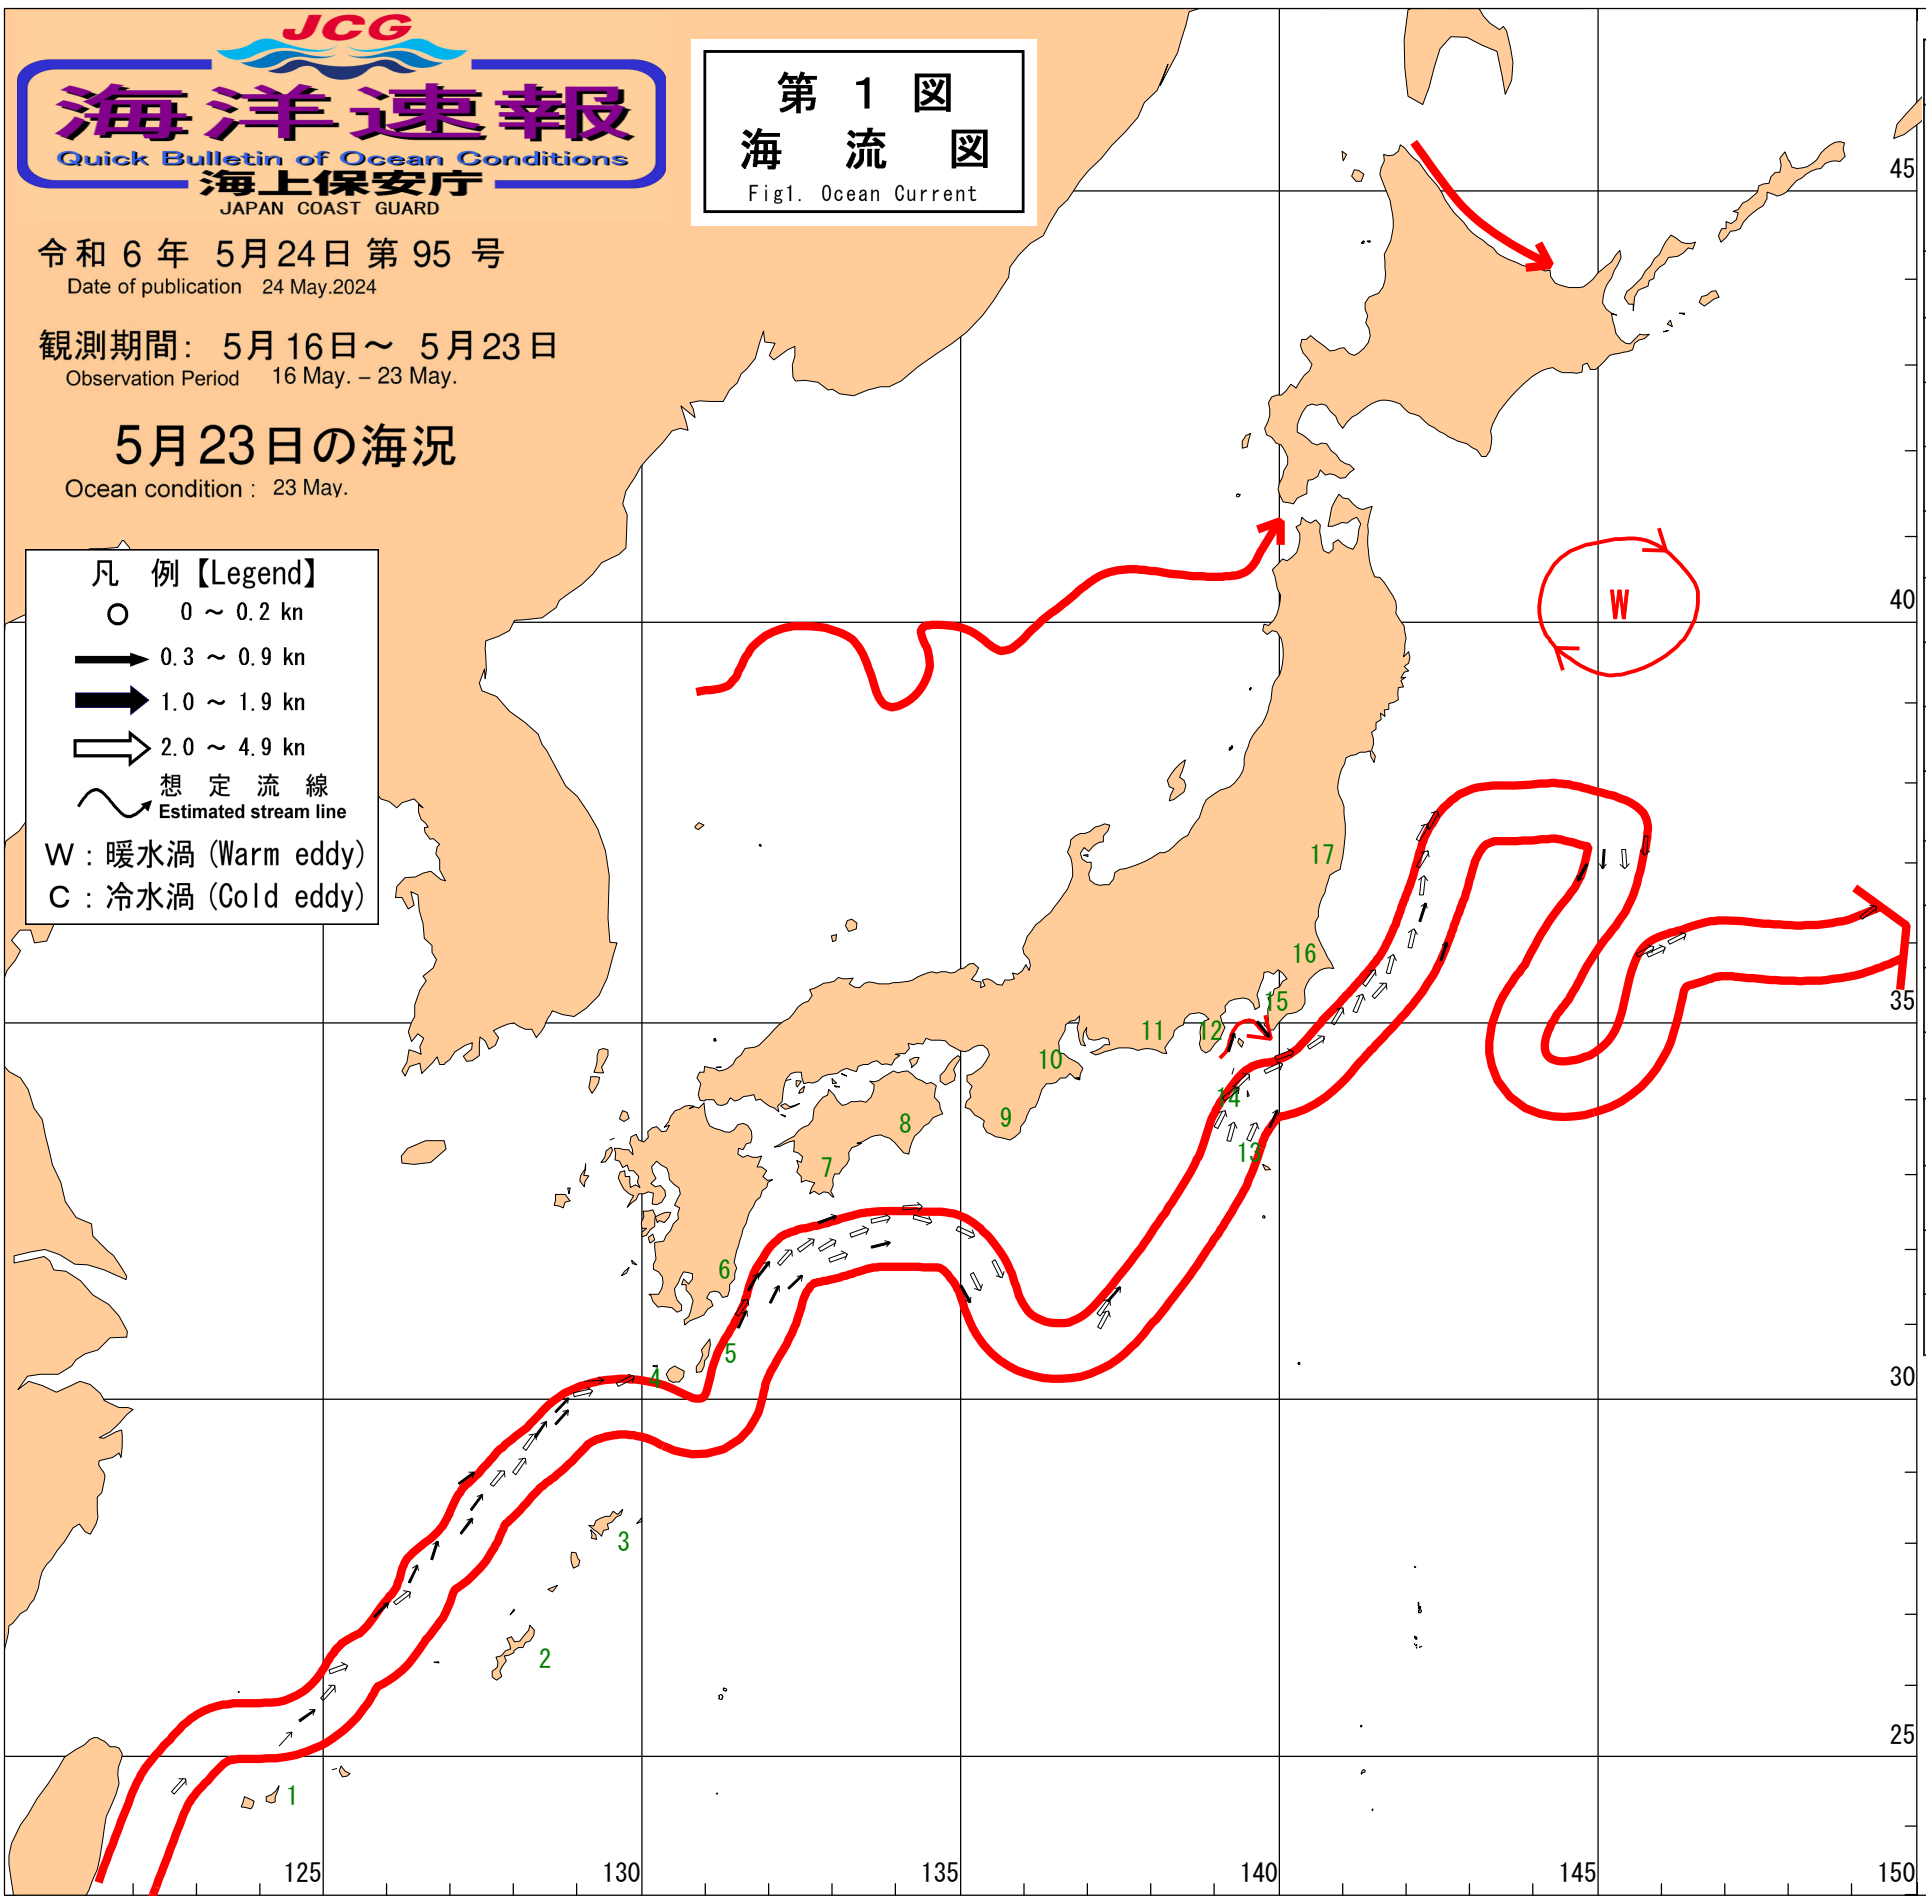 JCG
海洋速報
Quick Bulletin of Ocean Conditions
海上保安庁
JAPAN COAST GUARD
令和 6 年 5月24日 第 95 号
Date of publication 24 May.2024
観測期間: 5月16日～ 5月23日
Observation Period 16 May. – 23 May.
5月23日の海況
Ocean condition : 23 May.
第 1 図
海 流 図
Fig1. Ocean Current
凡 例【Legend】
0 ～ 0.2 kn
0.3 ～ 0.9 kn
1.0 ～ 1.9 kn
2.0 ～ 4.9 kn
想 定 流 線
Estimated stream line
W : 暖水渦 (Warm eddy)
C : 冷水渦 (Cold eddy)
45
40
W
17
16
35
15
12
11
10
14
9
8
13
7
6
5
4
30
3
2
25
1
125
130
135
140
145
150